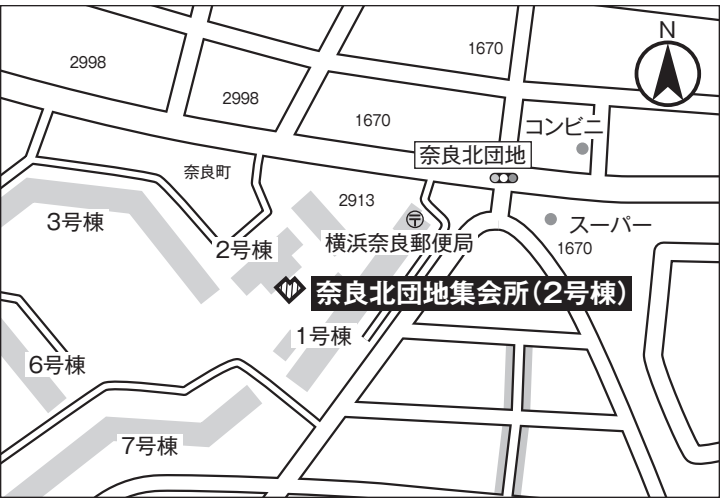 N
1670
2998
2998
1670
コンビニ
奈良北団地
奈良町
2913
〒
スーパー
3号棟
2号棟
横浜奈良郵便局
1670
奈良北団地集会所(2号棟)
1号棟
6号棟
7号棟